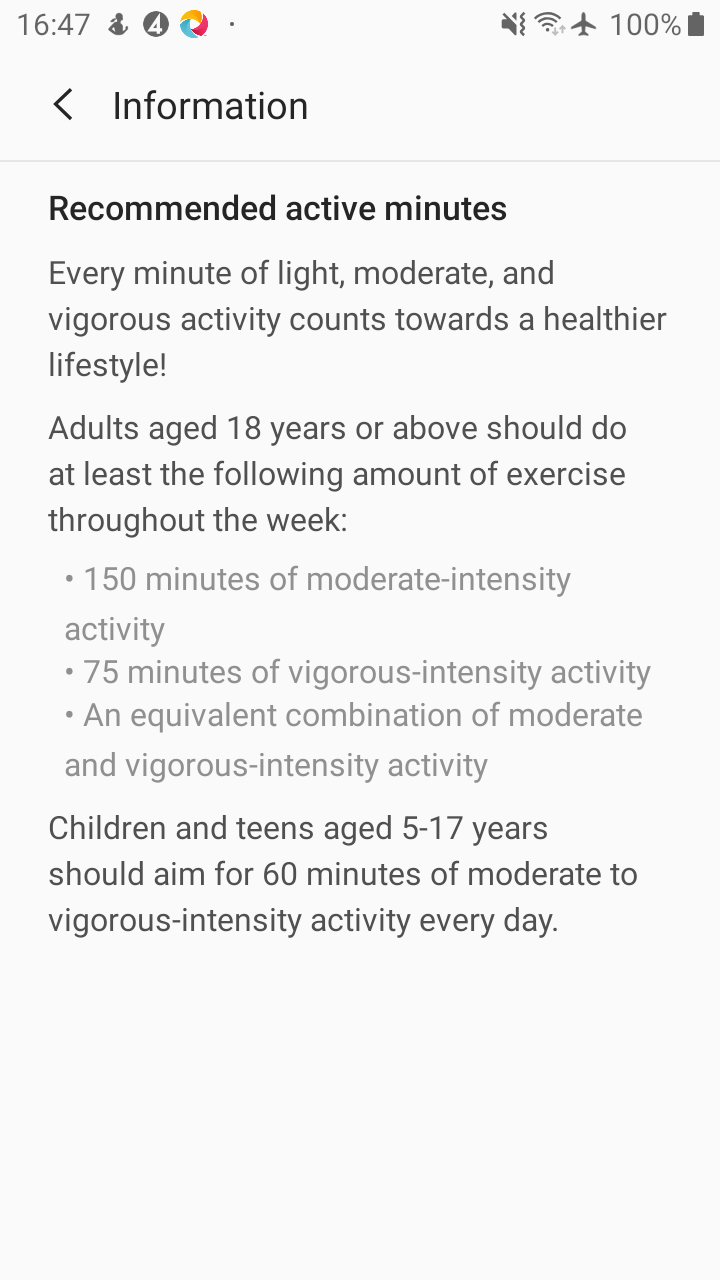 16:47
4
100%
Information
Recommended active minutes
Every minute of light, moderate, and
vigorous activity counts towards a healthier
lifestyle!
Adults aged 18 years or above should do
at least the following amount of exercise
throughout the week:
• 150 minutes of moderate-intensity
activity
• 75 minutes of vigorous-intensity activity
• An equivalent combination of moderate
and vigorous-intensity activity
Children and teens aged 5-17 years
should aim for 60 minutes of moderate to
vigorous-intensity activity every day.